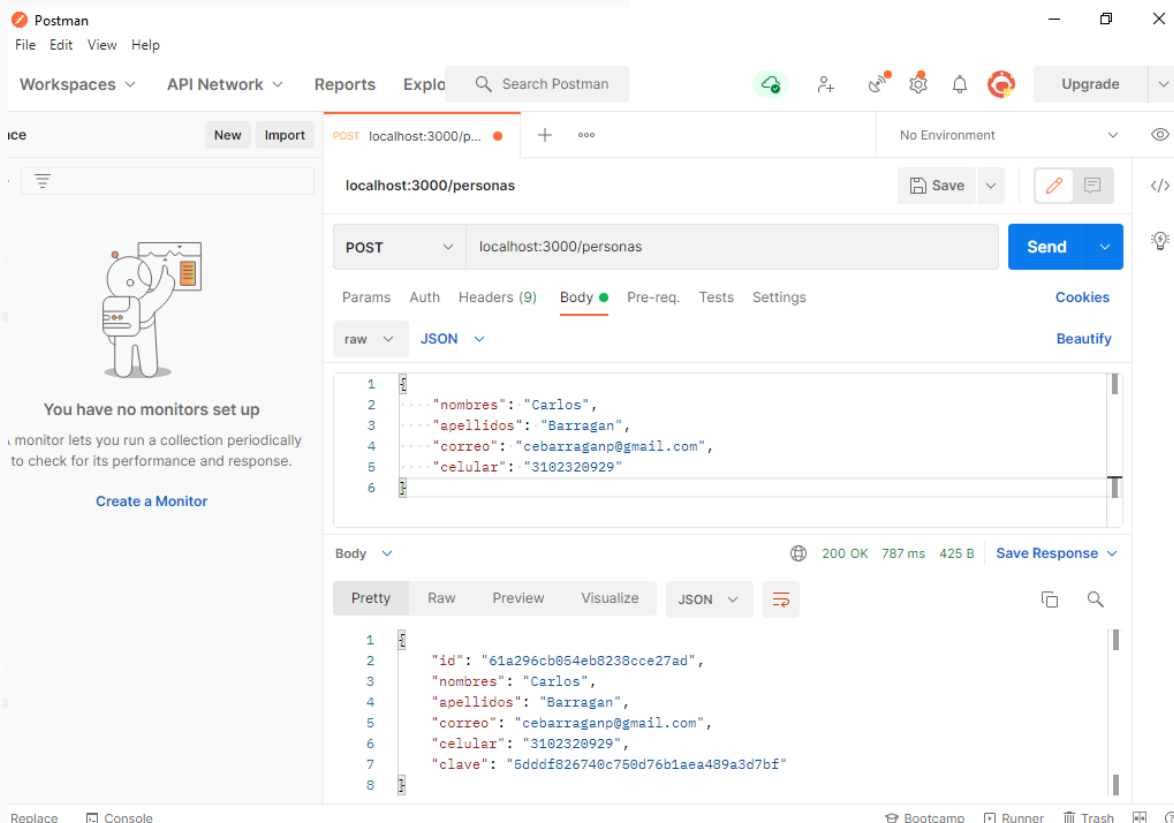 Postman
File Edit View Help
Workspaces API Network Reports Explo Search Postman Upgrade
ce New Import POST localhost:3000/p... No Environment
localhost:3000/personas Save
POST localhost:3000/personas Send
Params Auth Headers (9) Body Pre-req. Tests Settings Cookies
raw JSON Beautify
1 {
2 "nombres": "Carlos",
3 "apellidos": "Barragan",
4 "correo": "cebarraganp@gmail.com",
5 "celular": "3102320929"
6 }
You have no monitors set up
monitor lets you run a collection periodically
to check for its performance and response.
Create a Monitor
Body 200 OK 787 ms 425 B Save Response
Pretty Raw Preview Visualize JSON
1 {
2 "id": "61a296cb054eb8238cce27ad",
3 "nombres": "Carlos",
4 "apellidos": "Barragan",
5 "correo": "cebarraganp@gmail.com",
6 "celular": "3102320929",
7 "clave": "5dddf826740c750d76b1aea489a3d7bf"
8 }
Replace Console Bootcamp Runner Trash